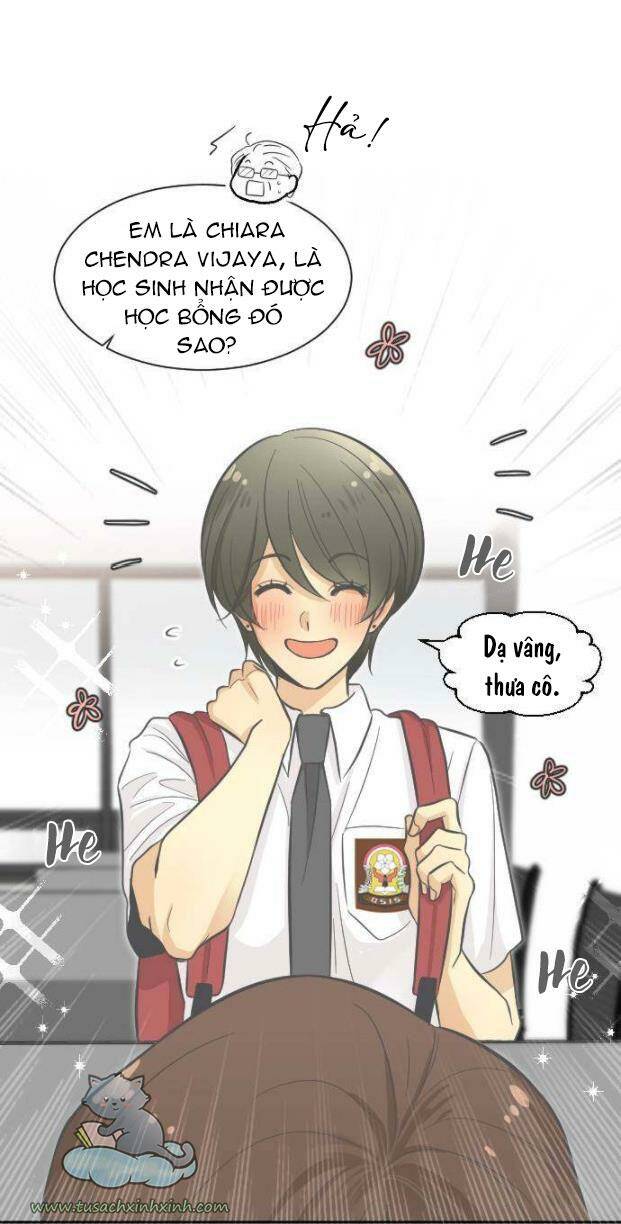 Hả!
EM LÀ CHIARA
CHENDRA VIJAYA, LÀ
HỌC SINH NHẬN ĐƯỢC
HỌC BỔNG ĐÓ
SAO?
HE
Dạ vâng,
thưa cô.
HE
OSIS
HE
www.tusachxinhxinh.com